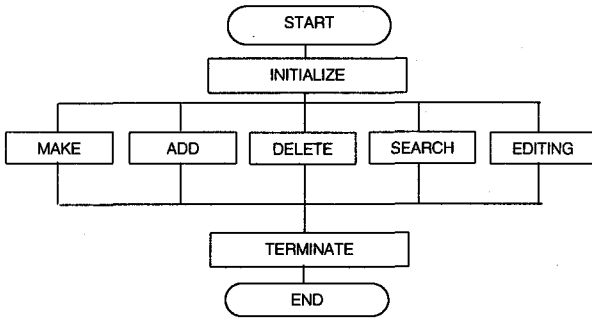 START
INITIALIZE
MAKE ADD DELETE SEARCH EDITING
TERMINATE
END